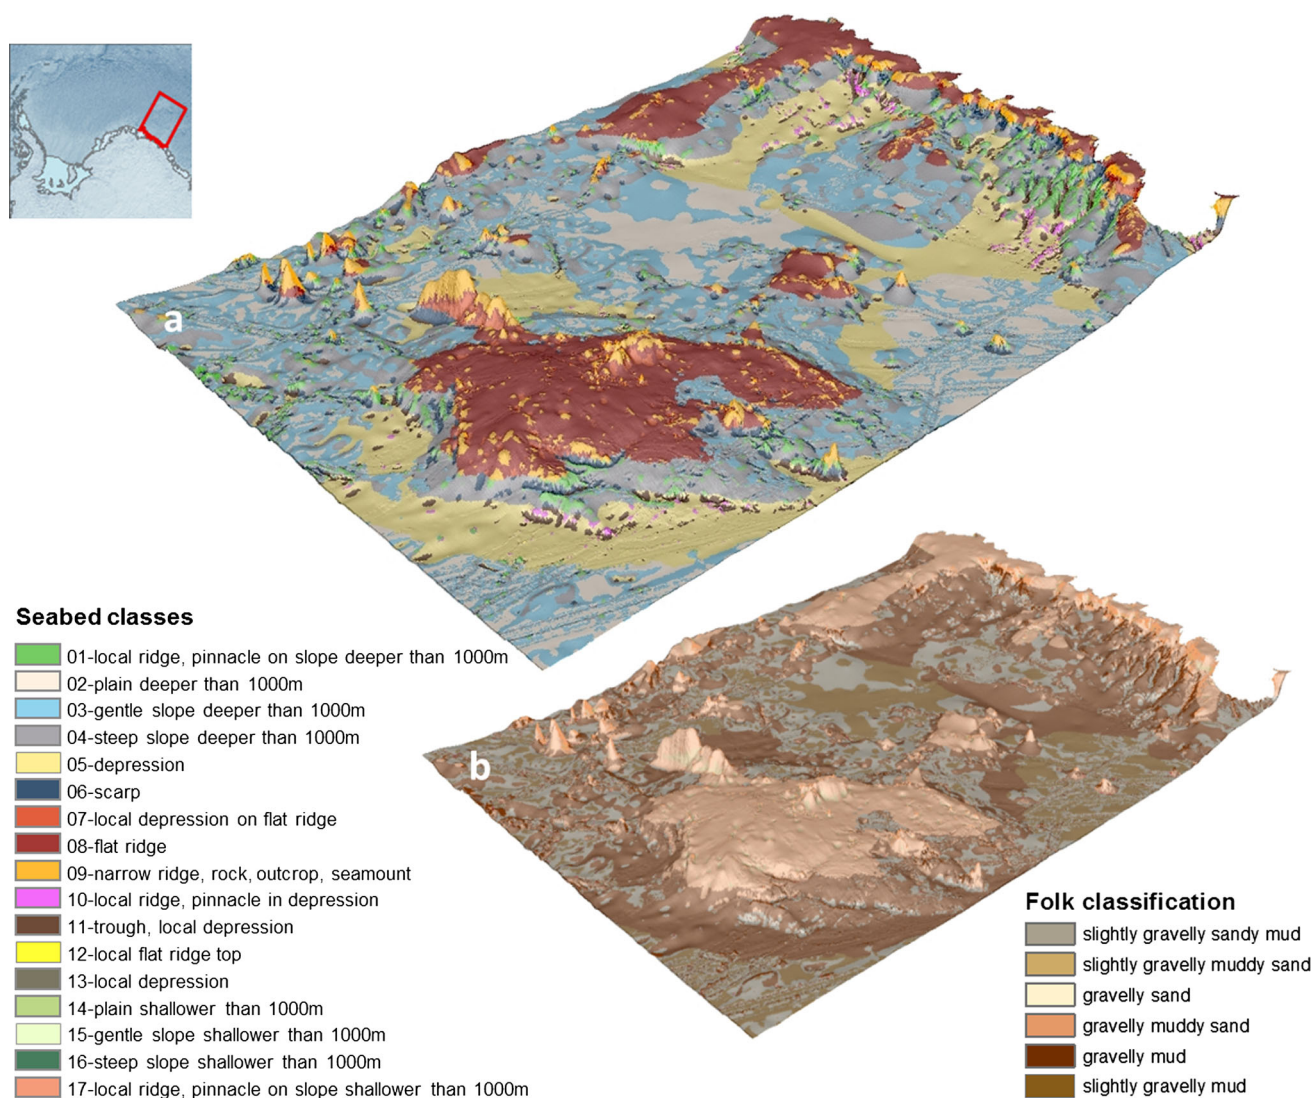 a
b
Seabed classes
01-local ridge, pinnacle on slope deeper than 1000m
02-plain deeper than 1000m
03-gentle slope deeper than 1000m
04-steep slope deeper than 1000m
05-depression
06-scarp
07-local depression on flat ridge
08-flat ridge
09-narrow ridge, rock, outcrop, seamount
10-local ridge, pinnacle in depression
11-trough, local depression
12-local flat ridge top
13-local depression
14-plain shallower than 1000m
15-gentle slope shallower than 1000m
16-steep slope shallower than 1000m
17-local ridge, pinnacle on slope shallower than 1000m
Folk classification
slightly gravelly sandy mud
slightly gravelly muddy sand
gravelly sand
gravelly muddy sand
gravelly mud
slightly gravelly mud